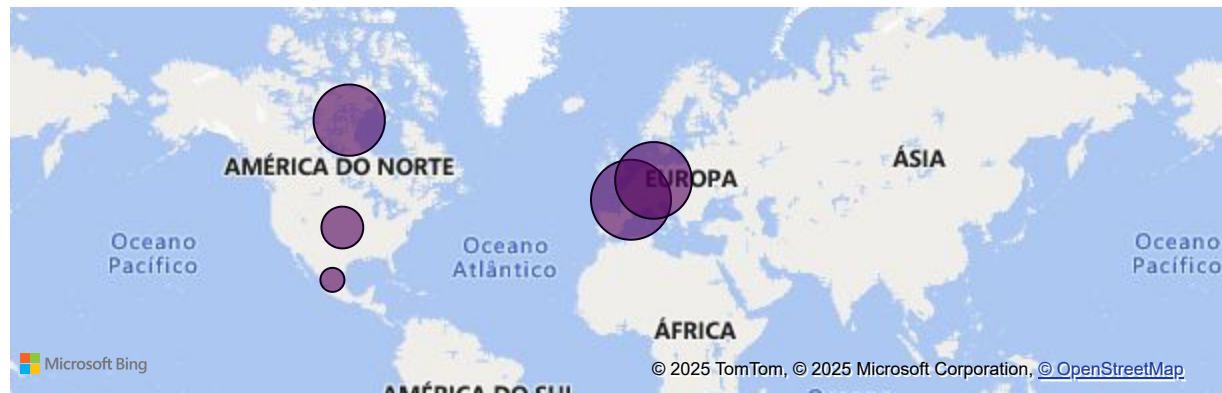 ÁSIA
AMÉRICA DO NORTE
EUROPA
Oceano
Pacífico
Oceano
Atlântico
Oceano
Pacífico
ÁFRICA
Microsoft Bing
© 2025 TomTom, © 2025 Microsoft Corporation, © OpenStreetMap